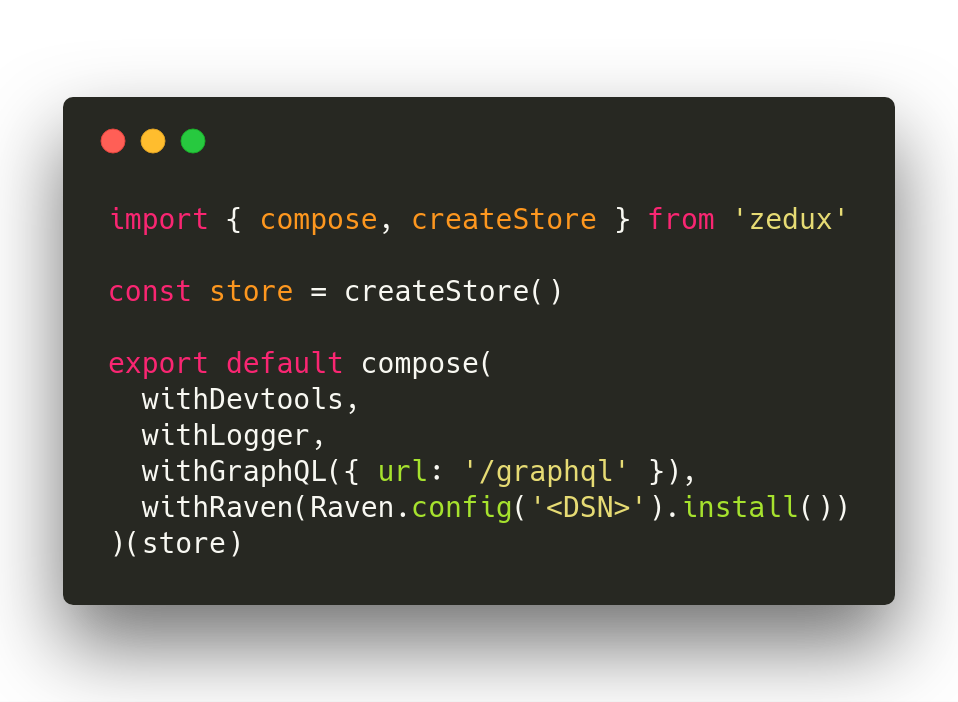 import { compose, createStore } from 'zedux'
const store = createStore()
export default compose(
  withDevtools,
  withLogger,
  withGraphQL({ url: '/graphql' }),
  withRaven(Raven.config('<DSN>').install())
)(store)